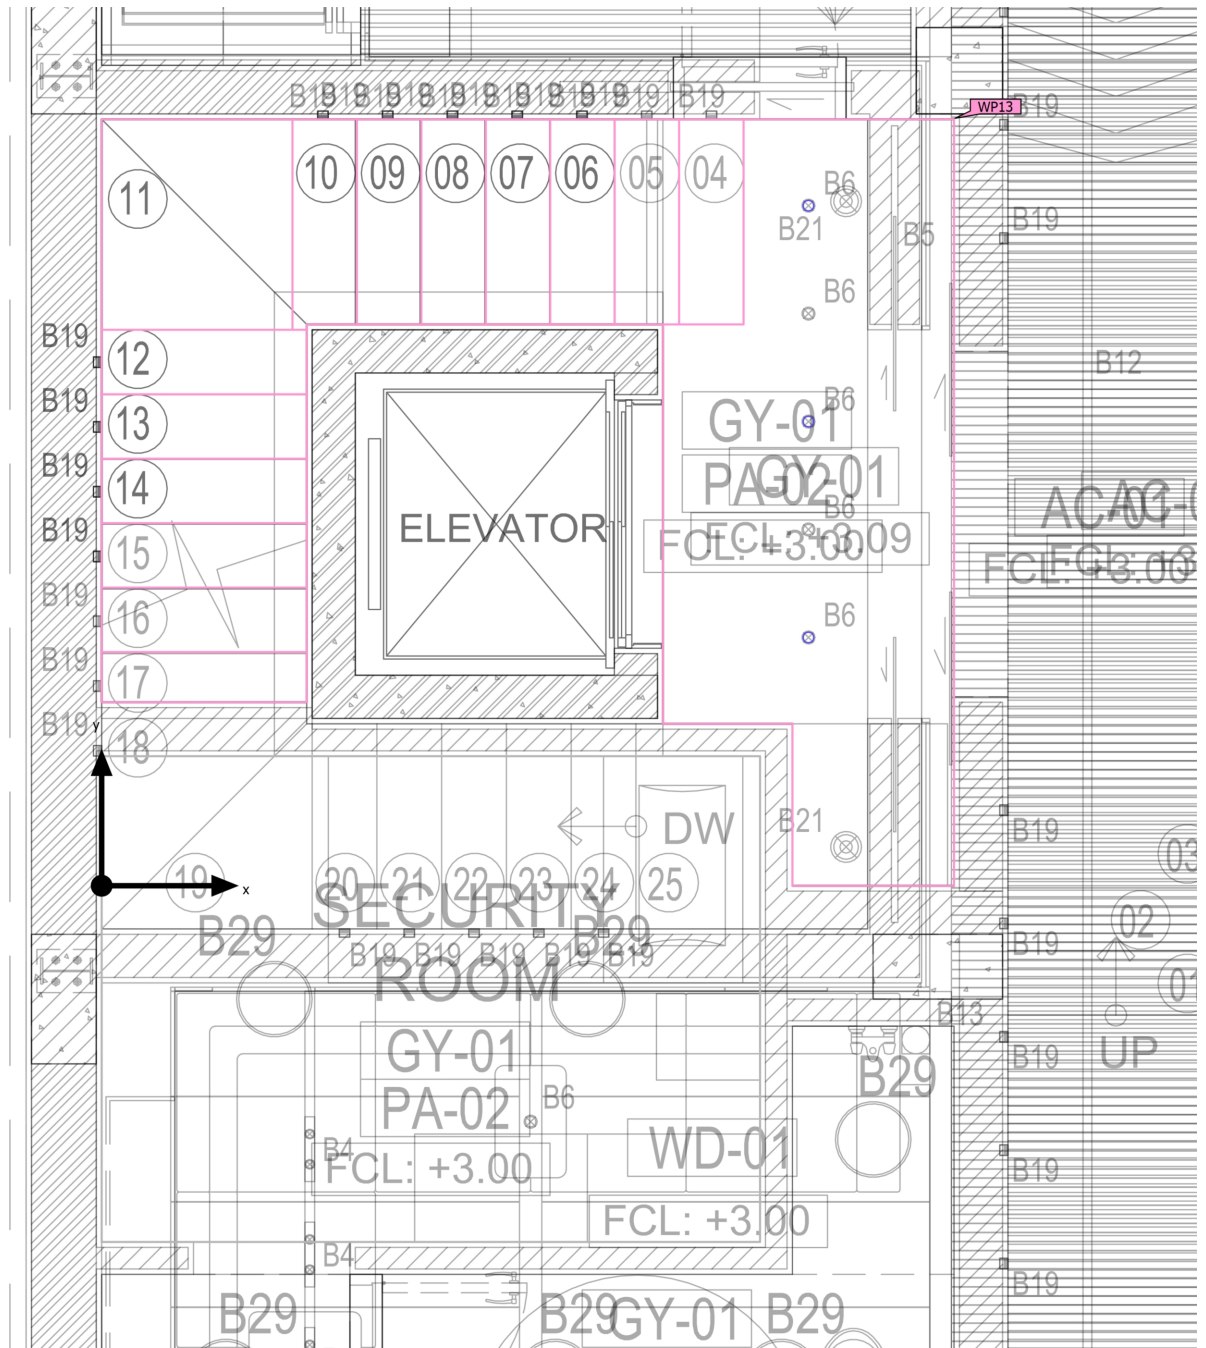 B19 B19 B19 B19 B19 B19 B19
WP13
B19
10 09 08 07 06 05 04
11
B6
B21
B5
B19
B6
B19
12
B12
B19
13
B6
GY-01
GY-01
PA-02
B19
14
B6
ELEVATOR
FCL: +3.00
FCL: +3.09
AC-01
FCL: +3.00
B19
15
B19
16
B6
B19
17
B19
y
18
B21
DW
B19
03
x
19
20 21 22 23 24 25
SECURITY
ROOM
B29
B29
02
B19
B19 B19 B19 B19 B19
01
B13
GY-01
PA-02
FCL: +3.00
B6
B29
B19
UP
B4
WD-01
FCL: +3.00
B19
B4
B19
B29
B29
GY-01
B29